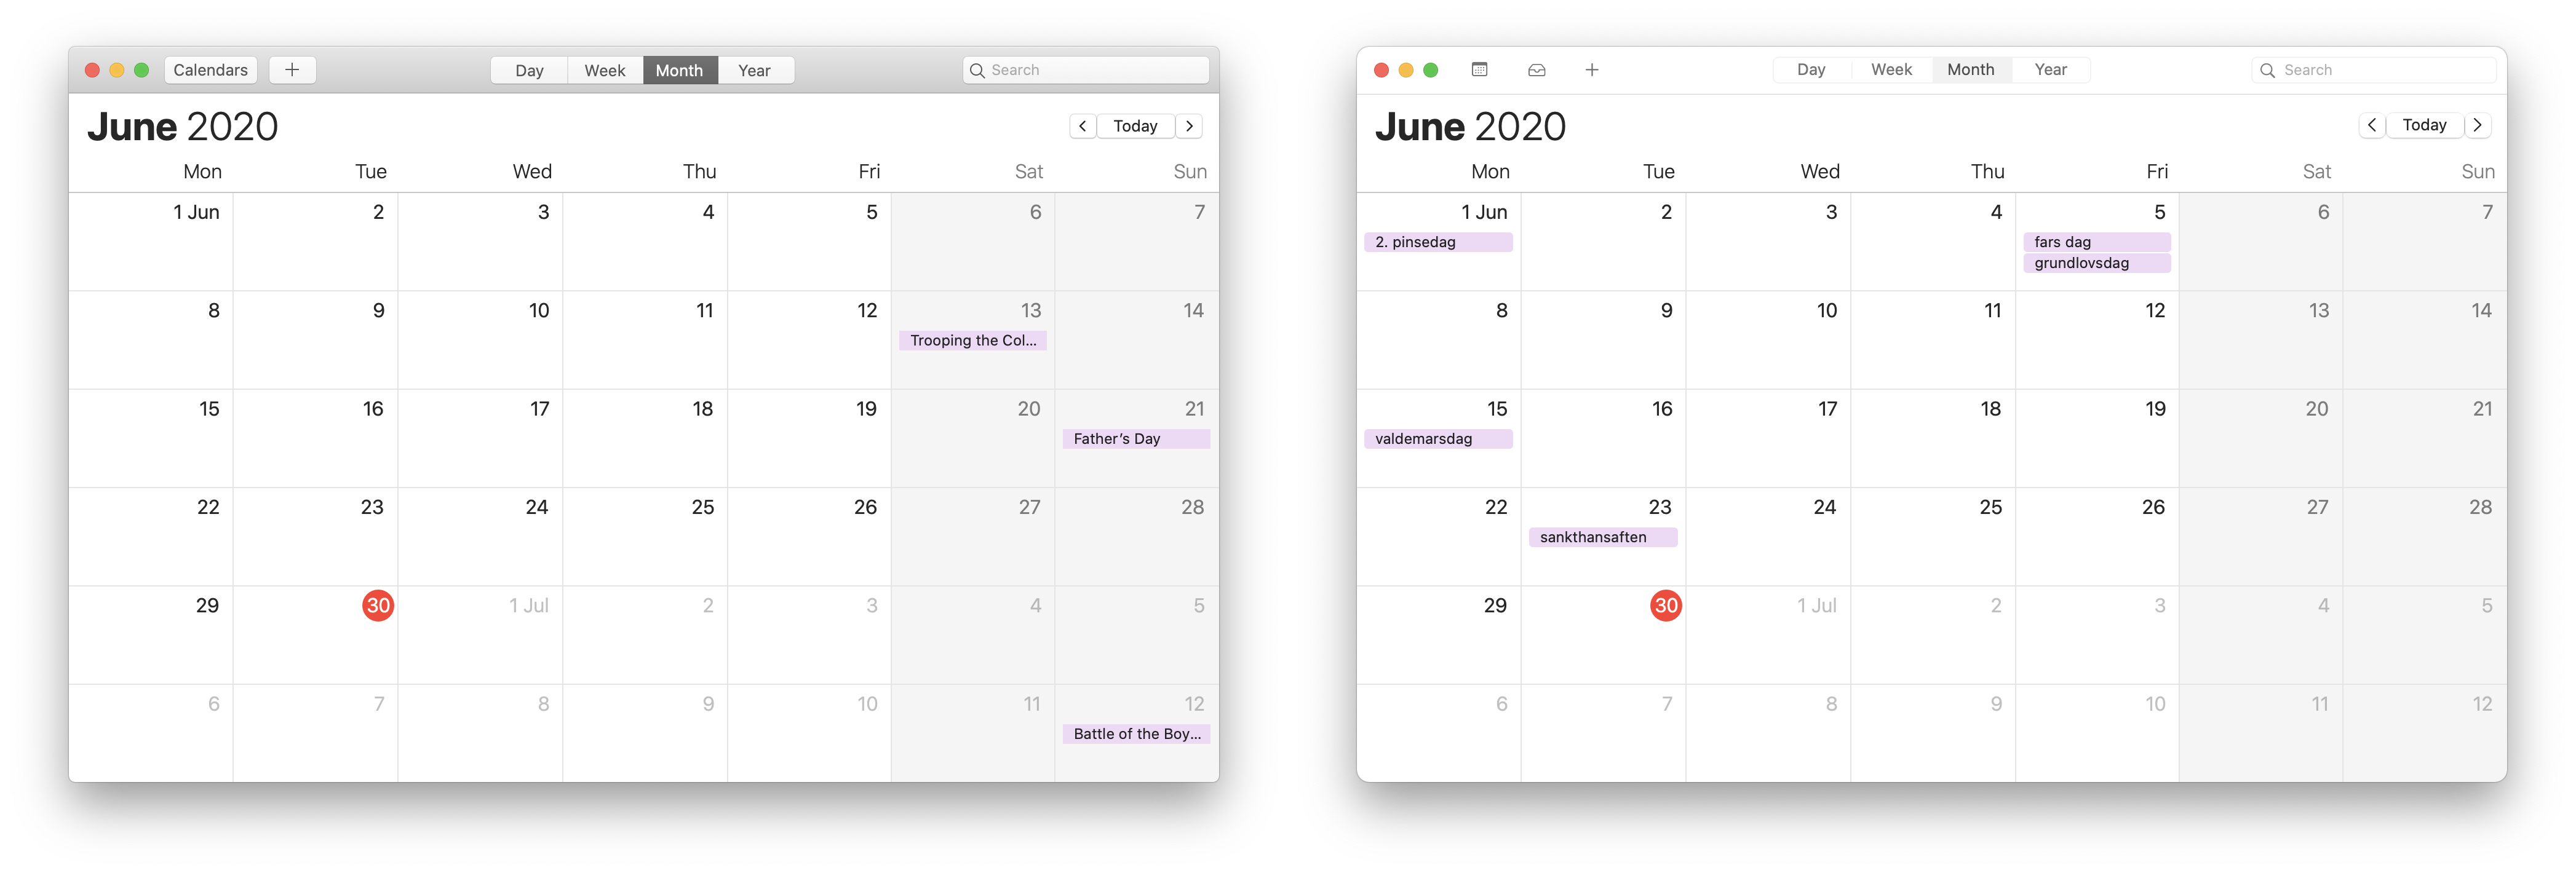 Calendars
Day Week Month Year
Search
June 2020
Today
Mon Tue Wed Thu Fri Sat Sun
1 Jun 2 3 4 5 6 7
8 9 10 11 12 13 14
Trooping the Col...
15 16 17 18 19 20 21
Father’s Day
22 23 24 25 26 27 28
29 30 1 Jul 2 3 4 5
6 7 8 9 10 11 12
Battle of the Boy...
Day Week Month Year
Search
June 2020
Today
Mon Tue Wed Thu Fri Sat Sun
1 Jun 2 3 4 5 6 7
2. pinsedag fars dag
grundlovsdag
8 9 10 11 12 13 14
15 16 17 18 19 20 21
valdemarsdag
22 23 24 25 26 27 28
sankthansaften
29 30 1 Jul 2 3 4 5
6 7 8 9 10 11 12